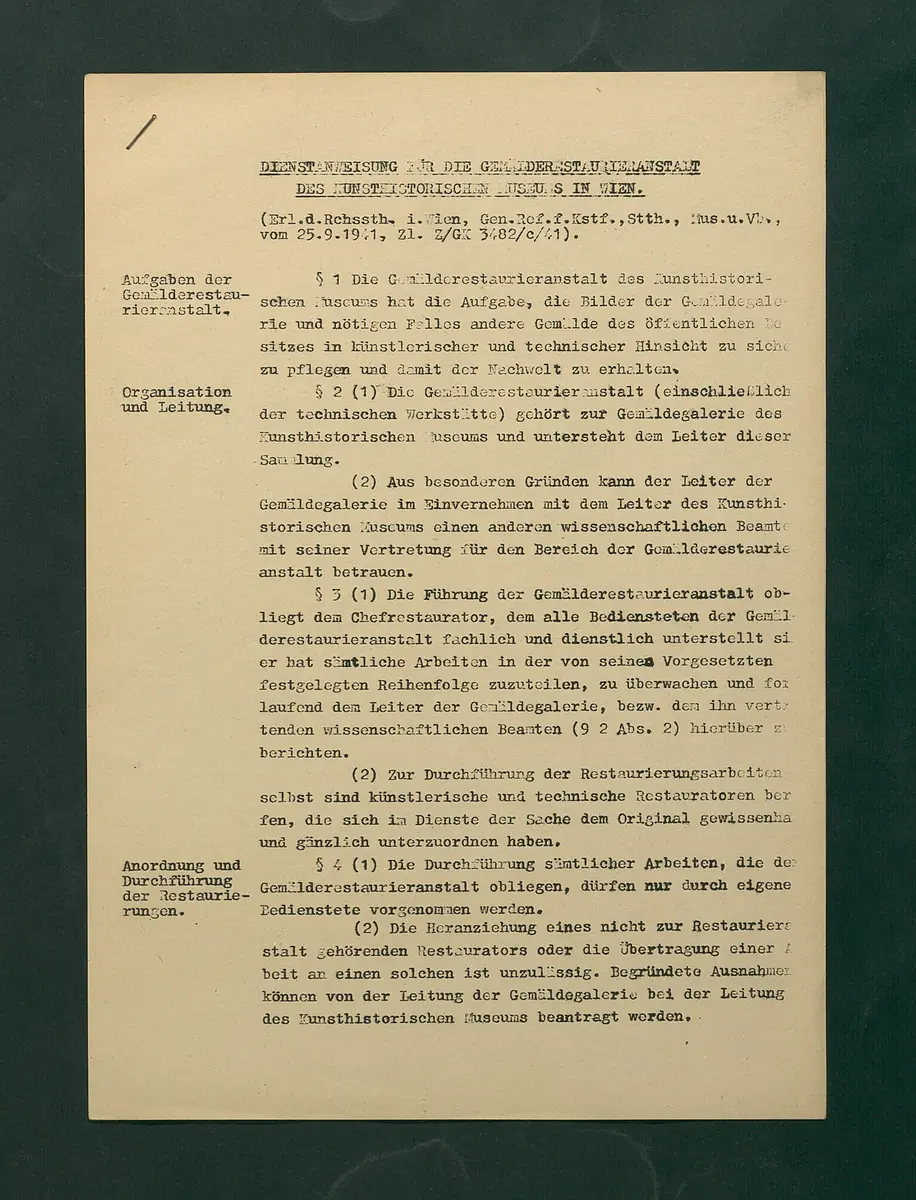 DIENSTANWEISUNG FÜR DIE GEMÄLDERESTAURIERANSTALT
DES KUNSTHISTORISCHEN MUSEUMS IN WIEN.
(Erl.d.Rchssth. i.Wien, Gen.Ref.f.Kstf.,Stth., Mus.u.Vb.,
vom 25.9.1941, Zl. Z/GK 3482/c/41).
Aufgaben der
Gemälderestau-
rieranstalt.
§ 1 Die Gemälderestaurieranstalt des Kunsthistori-
schen Museums hat die Aufgabe, die Bilder der Gemäldegale-
rie und nötigen Falles andere Gemälde des öffentlichen Be
sitzes in künstlerischer und technischer Hinsicht zu siche
zu pflegen und damit der Nachwelt zu erhalten.
Organisation
und Leitung.
§ 2 (1) Die Gemälderestaurieranstalt (einschließlich
der technischen Werkstätte) gehört zur Gemäldegalerie des
Kunsthistorischen Museums und untersteht dem Leiter dieser
Sammlung.
(2) Aus besonderen Gründen kann der Leiter der
Gemäldegalerie im Einvernehmen mit dem Leiter des Kunsthi-
storischen Museums einen anderen wissenschaftlichen Beamte
mit seiner Vertretung für den Bereich der Gemälderestaurie
anstalt betrauen.
§ 3 (1) Die Führung der Gemälderestaurieranstalt ob-
liegt dem Chefrestaurator, dem alle Bediensteten der Gemäl-
derestaurieranstalt fachlich und dienstlich unterstellt si
er hat sämtliche Arbeiten in der von seinen Vorgesetzten
festgelegten Reihenfolge zuzuteilen, zu überwachen und for
laufend dem Leiter der Gemäldegalerie, bezw. dem ihn vertr
tenden wissenschaftlichen Beamten (9 2 Abs. 2) hierüber z
berichten.
(2) Zur Durchführung der Restaurierungsarbeiten
selbst sind künstlerische und technische Restauratoren ber
fen, die sich im Dienste der Sache dem Original gewissenha
und gänzlich unterzuordnen haben.
Anordnung und
Durchführung
der Restaurie-
rungen.
§ 4 (1) Die Durchführung sämtlicher Arbeiten, die der
Gemälderestaurieranstalt obliegen, dürfen nur durch eigene
Bedienstete vorgenommen werden.
(2) Die Heranziehung eines nicht zur Restauriera
stalt gehörenden Restaurators oder die Übertragung einer A
beit an einen solchen ist unzulässig. Begründete Ausnahmen
können von der Leitung der Gemäldegalerie bei der Leitung
des Kunsthistorischen Museums beantragt werden.